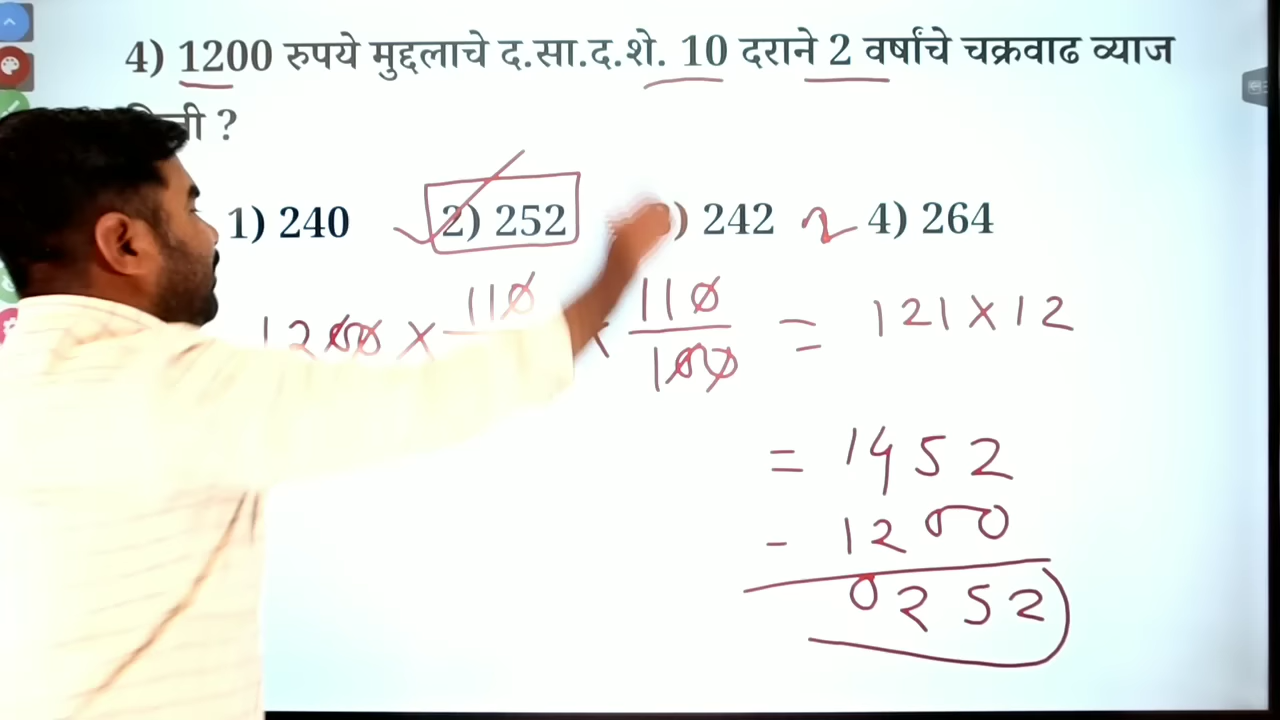 4) 1200 रुपये मुद्दलाचे द.सा.द.शे. 10 दराने 2 वर्षांचे चक्रवाढ व्याज
?
1) 240 2) 252 ) 242 4) 264
1200 × 110 × 110/100 = 121 × 12
= 1452
- 1200
0252